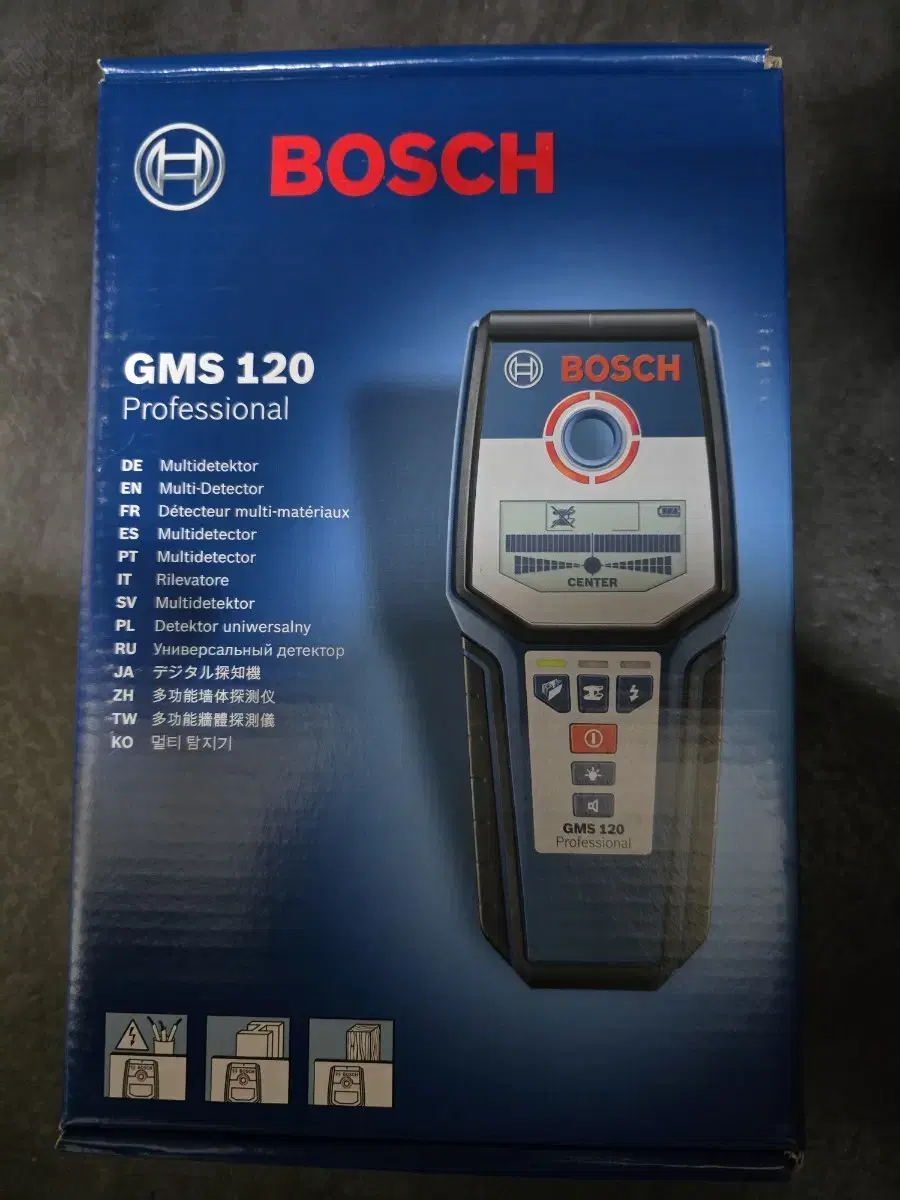 BOSCH
GMS 120
Professional
DE Multidetektor
EN Multi-Detector
FR Détecteur multi-matériaux
ES Multidetector
PT Multidetector
IT Rilevatore
SV Multidetektor
PL Detektor uniwersalny
RU Универсальный детектор
JA デジタル探知機
ZH 多功能墙体探测仪
TW 多功能牆體探測儀
KO 멀티 탐지기
BOSCH
CENTER
GMS 120
Professional
BOSCH
BOSCH
BOSCH